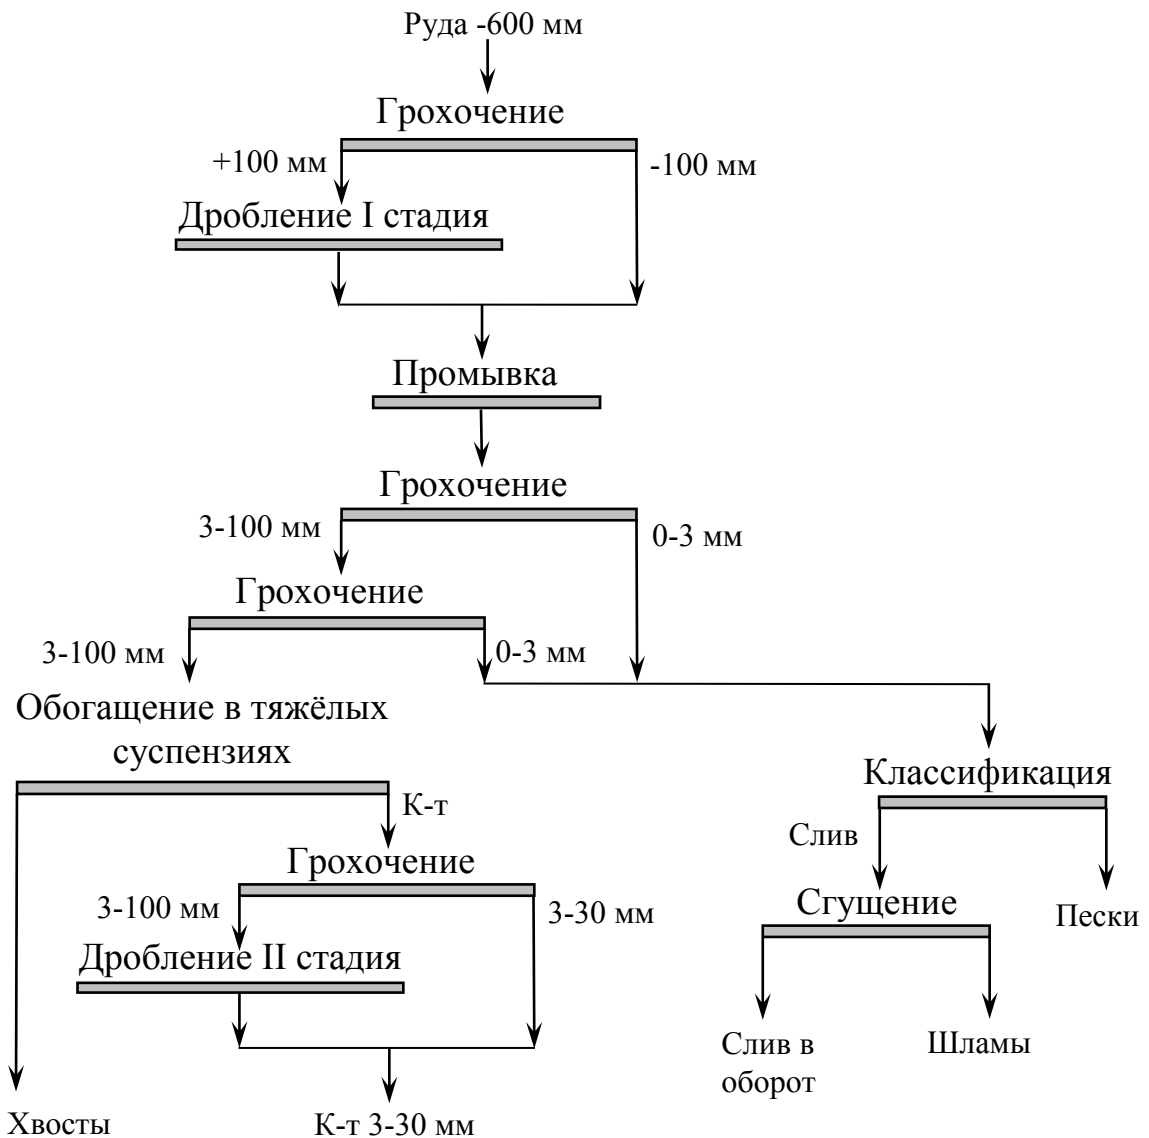 Руда -600 мм
Грохочение
+100 мм
-100 мм
Дробление I стадия
Промывка
Грохочение
3-100 мм
0-3 мм
Грохочение
3-100 мм
0-3 мм
Обогащение в тяжёлых
суспензиях
Классификация
К-т
Слив
Грохочение
Сгущение
3-100 мм
3-30 мм
Пески
Дробление II стадия
Слив в
оборот
Шламы
Хвосты
К-т 3-30 мм